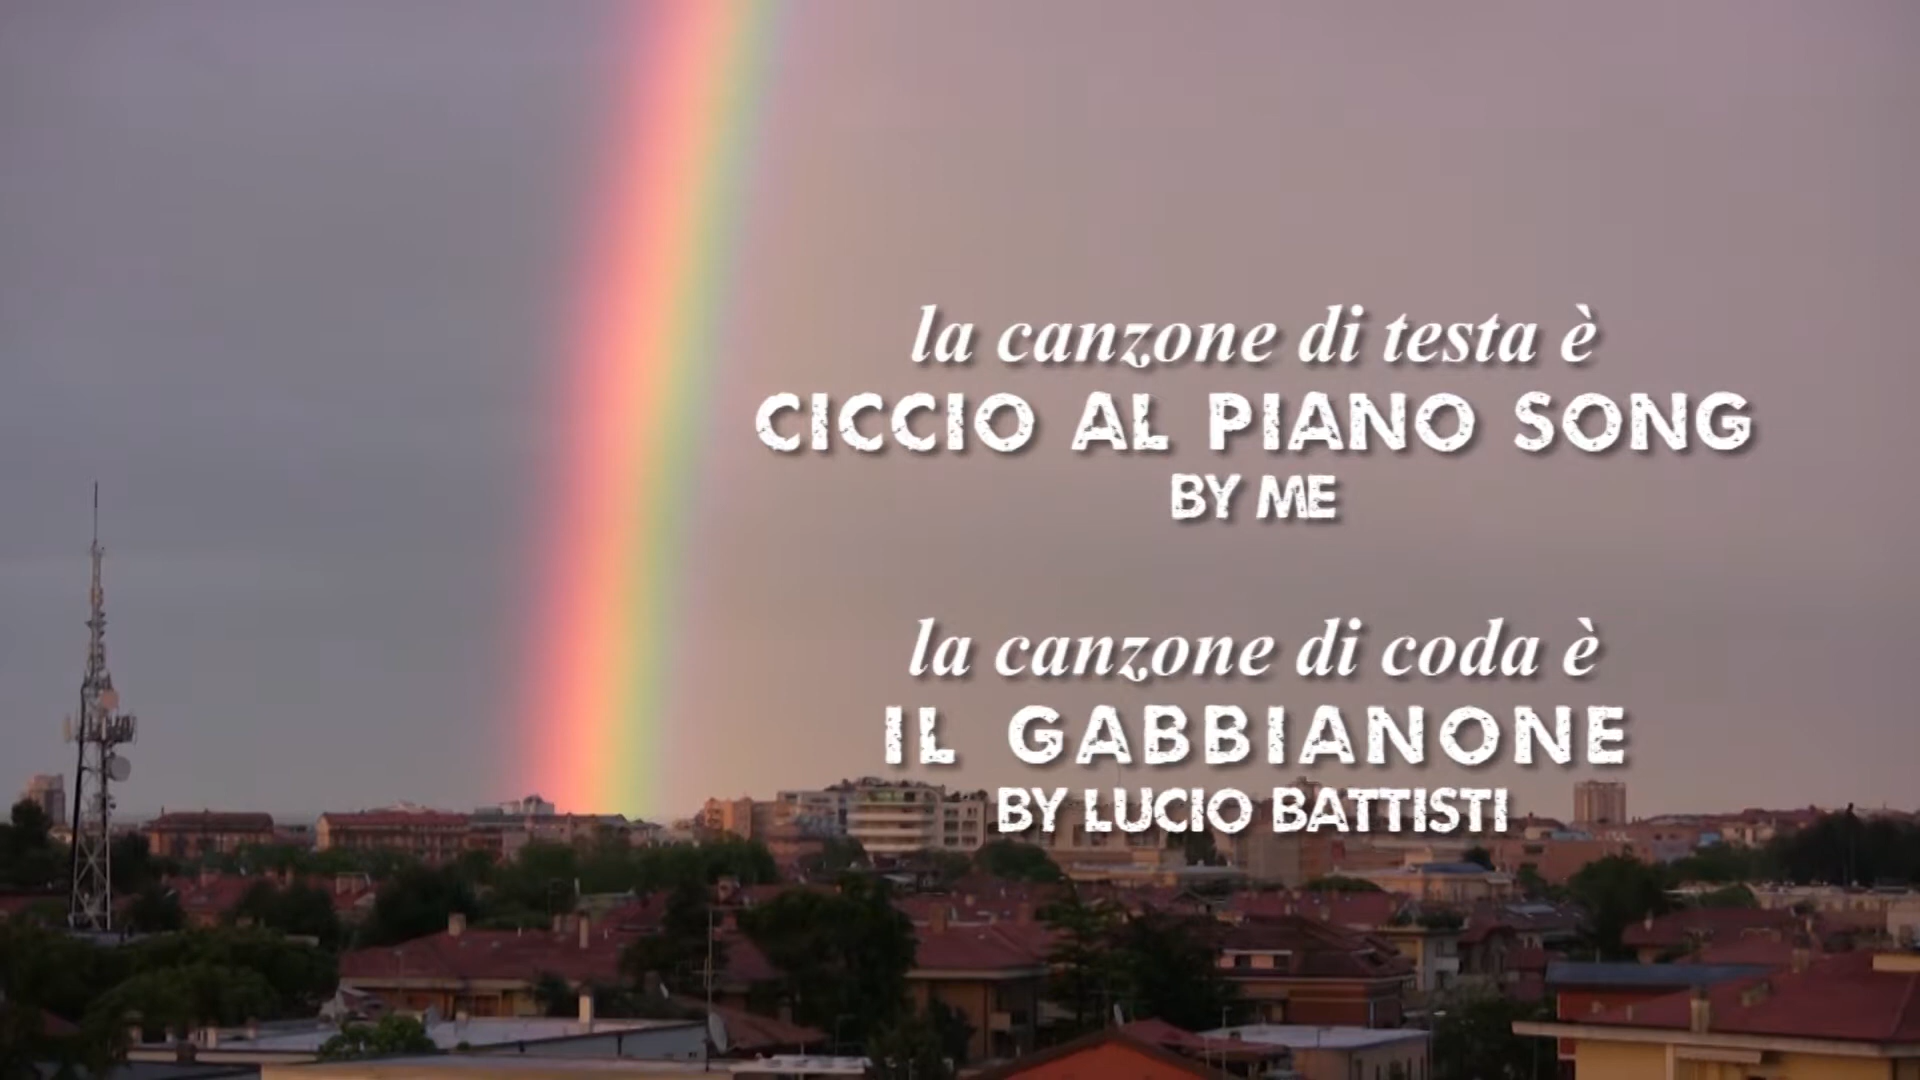 la canzone di testa è
CICCIO AL PIANO SONG
BY ME
la canzone di coda è
IL GABBIANONE
BY LUCIO BATTISTI